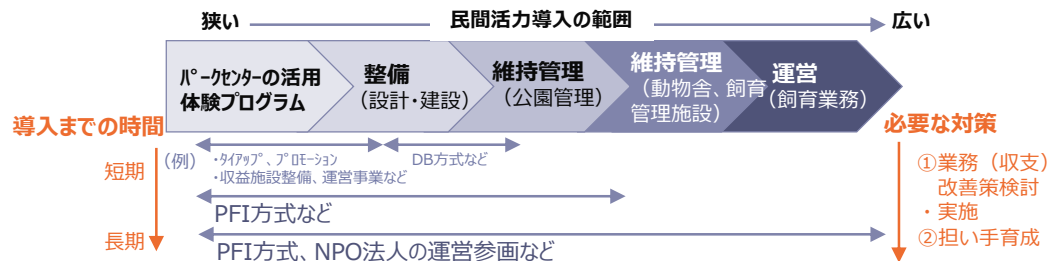 狭い 民間活力導入の範囲 広い
ﾊﾟｰｸセンターの活用
体験プログラム
整備
（設計・建設）
維持管理
（公園管理）
維持管理
（動物舎、飼育
管理施設）
運営
（飼育業務）
導入までの時間
短期
長期
（例）
・ﾀｲｱｯﾌﾟ、ﾌﾟﾛﾓｰｼｮﾝ
・収益施設整備、運営事業など
DB方式など
PFI方式など
PFI方式、NPO法人の運営参画など
必要な対策
①業務（収支）
改善策検討
・実施
②担い手育成